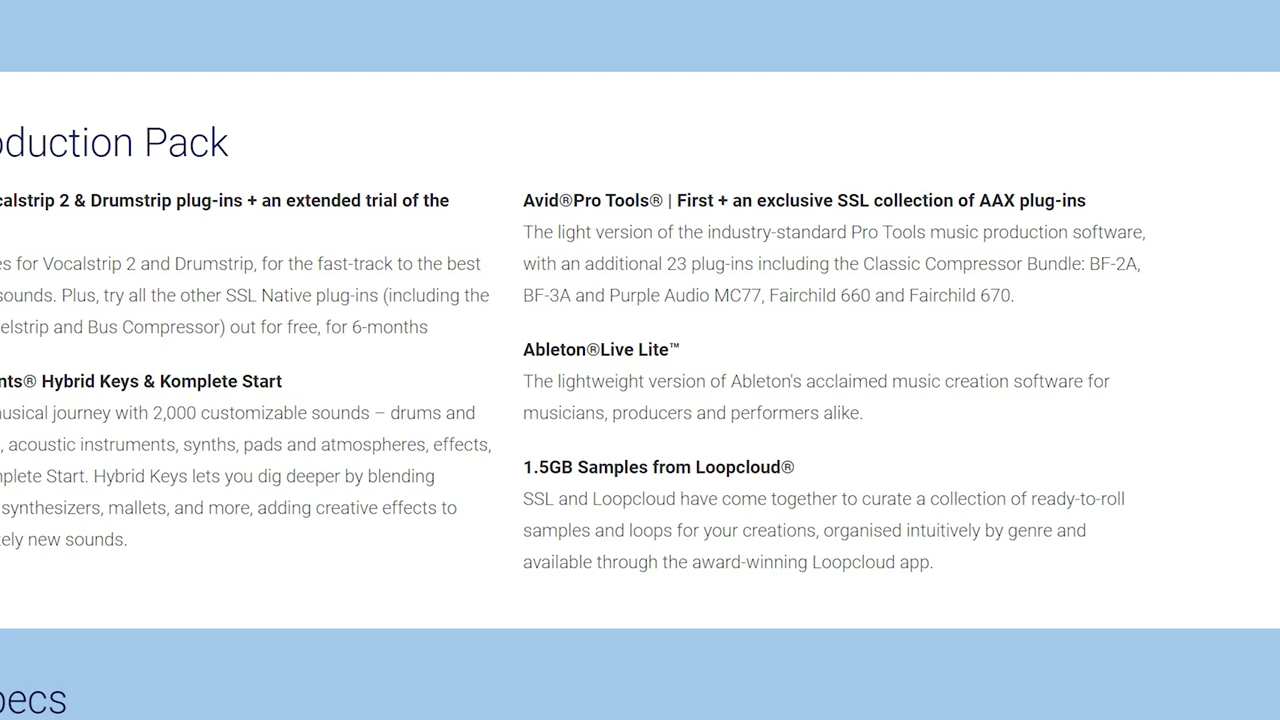 Production Pack
Vocalstrip 2 & Drumstrip plug-ins + an extended trial of the
for Vocalstrip 2 and Drumstrip, for the fast-track to the best
sounds. Plus, try all the other SSL Native plug-ins (including the
and Bus Compressor) out for free, for 6-months
Hybrid Keys & Komplete Start
musical journey with 2,000 customizable sounds – drums and
, acoustic instruments, synths, pads and atmospheres, effects,
Komplete Start. Hybrid Keys lets you dig deeper by blending
synthesizers, mallets, and more, adding creative effects to
new sounds.
Avid®Pro Tools® | First + an exclusive SSL collection of AAX plug-ins
The light version of the industry-standard Pro Tools music production software,
with an additional 23 plug-ins including the Classic Compressor Bundle: BF-2A,
BF-3A and Purple Audio MC77, Fairchild 660 and Fairchild 670.
Ableton®Live Lite™
The lightweight version of Ableton's acclaimed music creation software for
musicians, producers and performers alike.
1.5GB Samples from Loopcloud®
SSL and Loopcloud have come together to curate a collection of ready-to-roll
samples and loops for your creations, organised intuitively by genre and
available through the award-winning Loopcloud app.